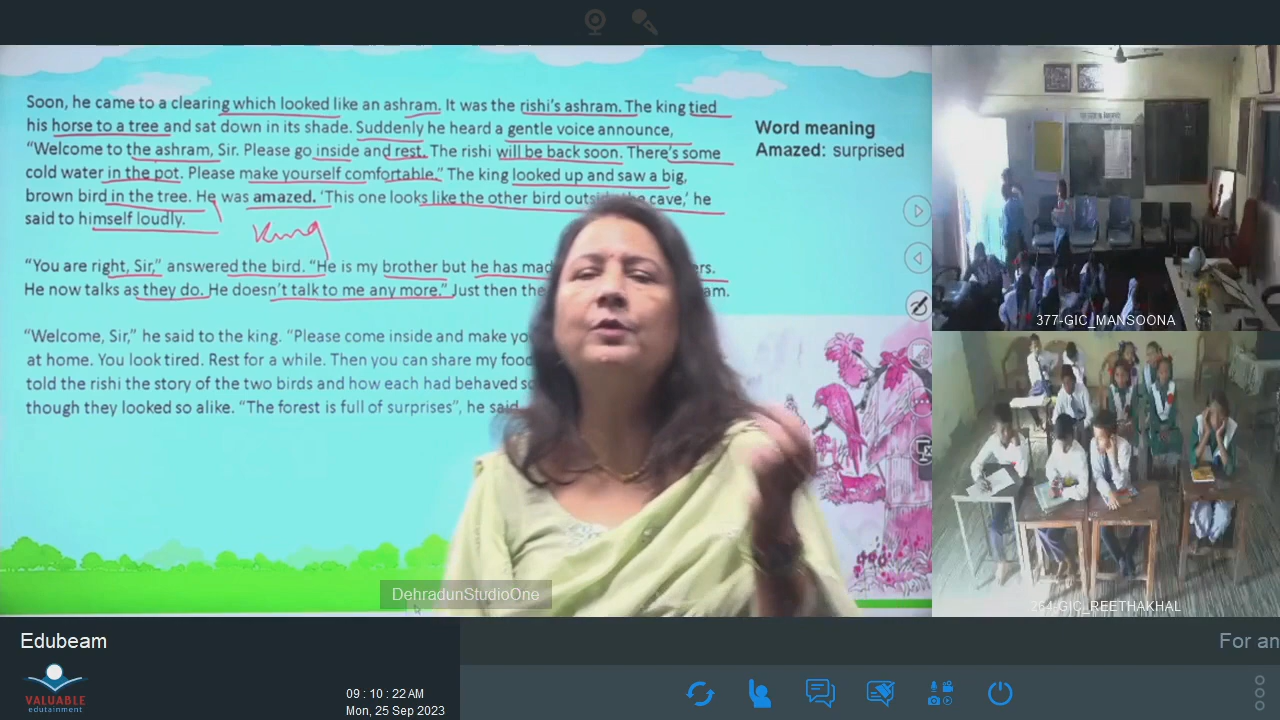 Soon, he came to a clearing which looked like an ashram. It was the rishi's ashram. The king tied
his horse to a tree and sat down in its shade. Suddenly he heard a gentle voice announce,
“Welcome to the ashram, Sir. Please go inside and rest. The rishi will be back soon. There's some
cold water in the pot. Please make yourself comfortable.” The king looked up and saw a big,
brown bird in the tree. He was amazed. ‘This one looks like the other bird outside the cave,’ he
said to himself loudly.
King
“You are right, Sir,” answered the bird. “He is my brother but he has mad
He now talks as they do. He doesn't talk to me any more.” Just then the
“Welcome, Sir,” he said to the king. “Please come inside and make yo
at home. You look tired. Rest for a while. Then you can share my food
told the rishi the story of the two birds and how each had behaved so
though they looked so alike. “The forest is full of surprises”, he said
Word meaning
Amazed: surprised
377-GIC_MANSOONA
264-GIC_REETHAKHAL
DehradunStudioOne
Edubeam
VALUABLE
edutainment
09 : 10 : 22 AM
Mon, 25 Sep 2023
For an